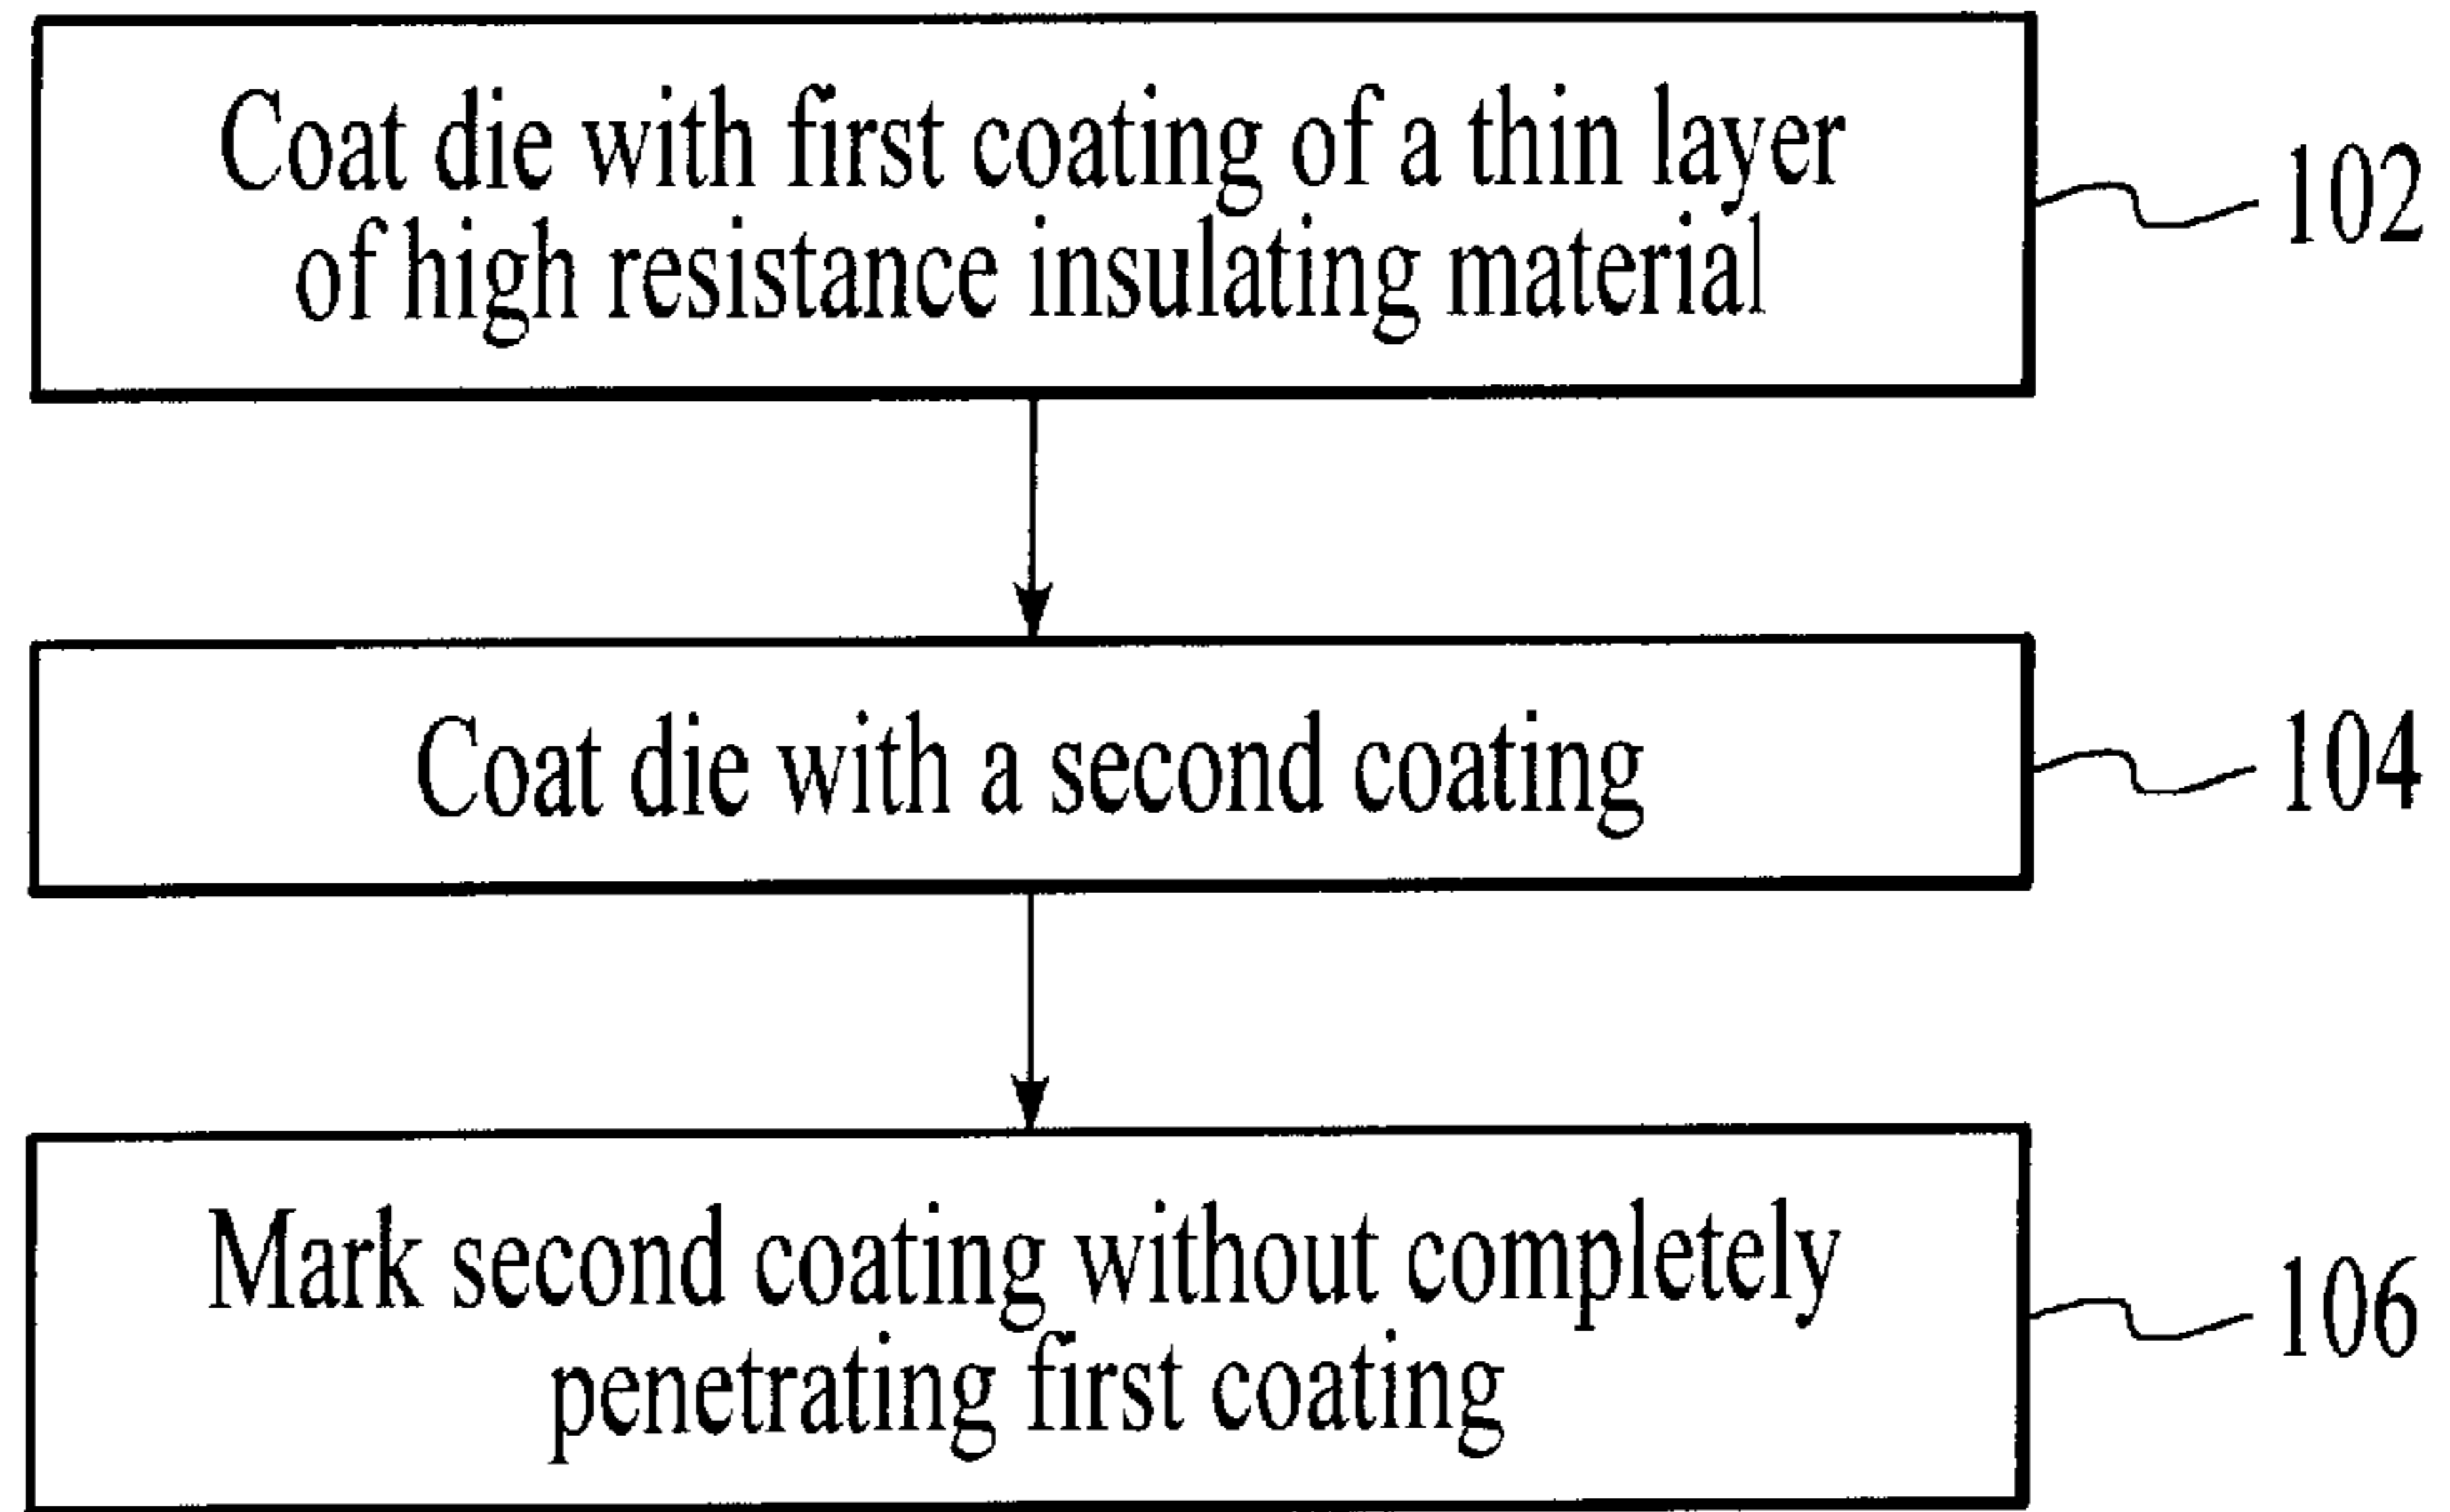 Coat die with first coating of a thin layer
of high resistance insulating material
102
Coat die with a second coating
104
Mark second coating without completely
penetrating first coating
106